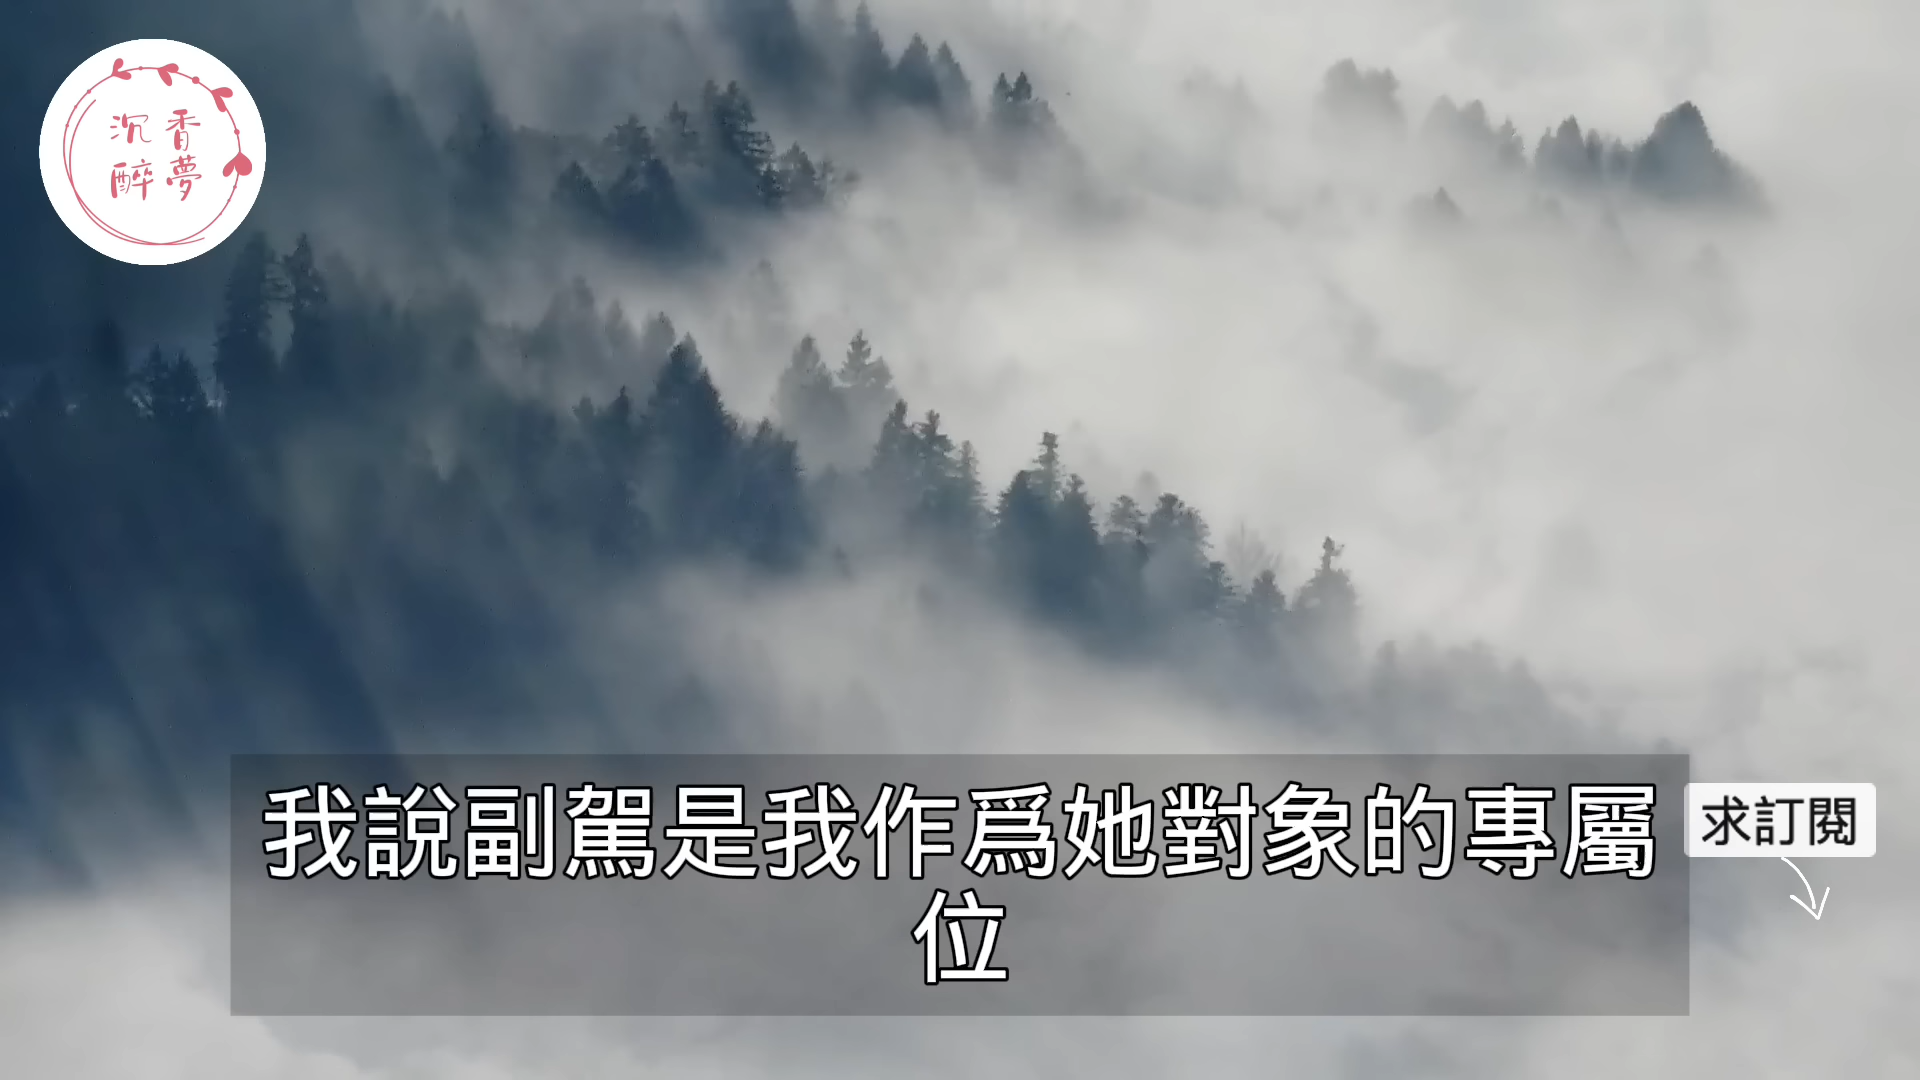 沉香
醉夢
我說副駕是我作爲她對象的專屬
位
求訂閱